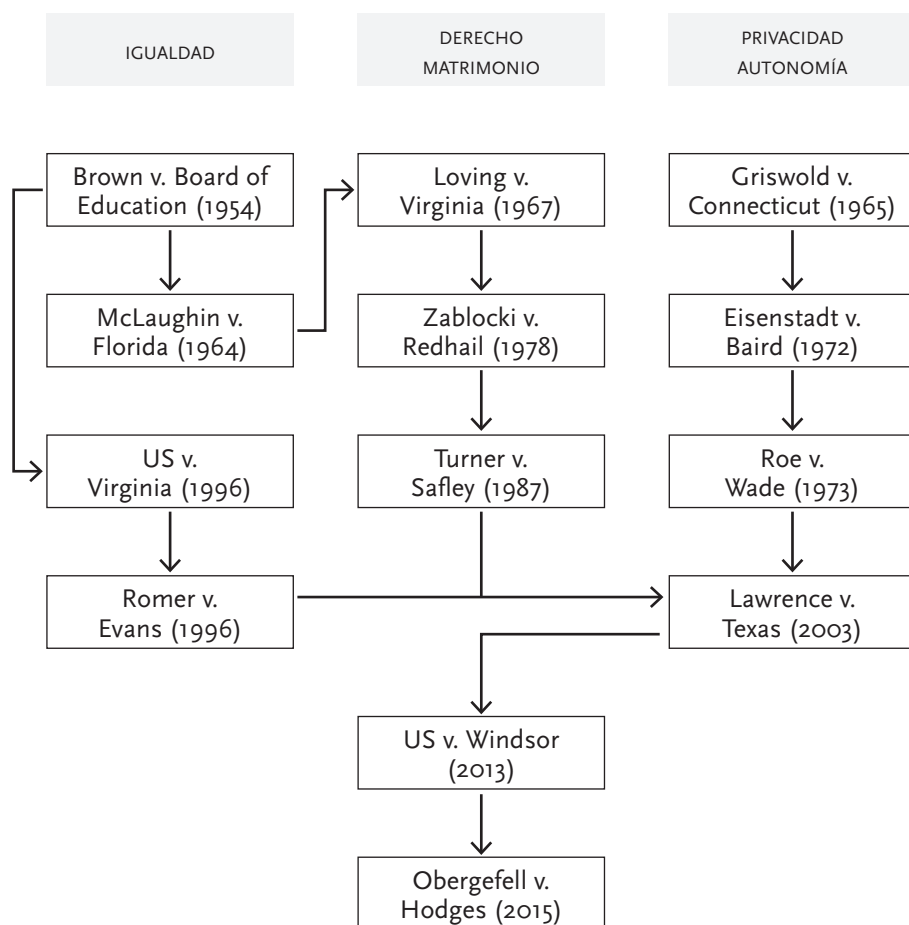 IGUALDAD
DERECHO
MATRIMONIO
PRIVACIDAD
AUTONOMÍA
Brown v. Board of
Education (1954)
Loving v.
Virginia (1967)
Griswold v.
Connecticut (1965)
McLaughin v.
Florida (1964)
Zablocki v.
Redhail (1978)
Eisenstadt v.
Baird (1972)
US v.
Virginia (1996)
Turner v.
Safley (1987)
Roe v.
Wade (1973)
Romer v.
Evans (1996)
Lawrence v.
Texas (2003)
US v. Windsor
(2013)
Obergefell v.
Hodges (2015)